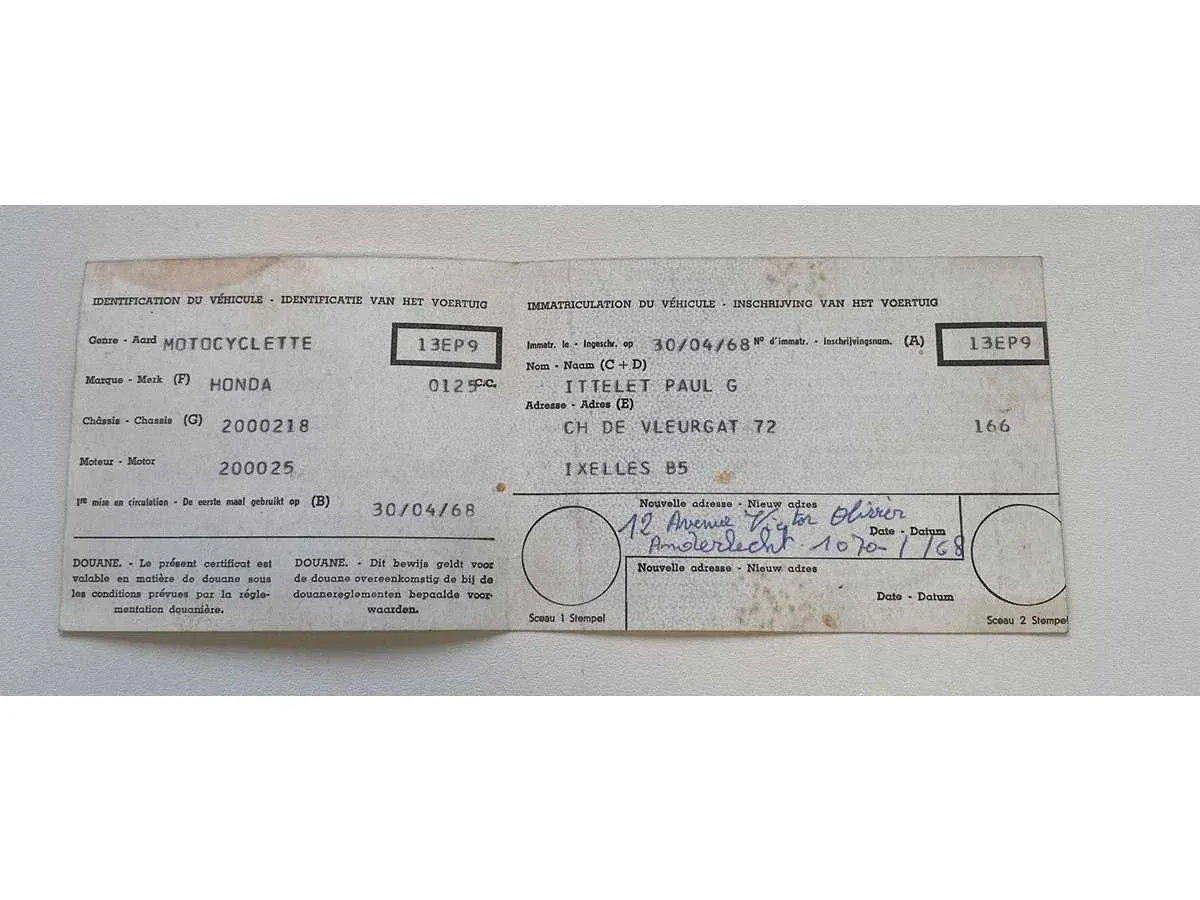 IDENTIFICATION DU VÉHICULE - IDENTIFICATIE VAN HET VOERTUIG
Genre - Aard MOTOCYCLETTE 13EP9
Marque - Merk (F) HONDA 0125 C.C.
Châssis - Chassis (G) 2000218
Moteur - Motor 200025
1re mise en circulation - De eerste maal gebruikt op (B) 30/04/68
DOUANE. - Le présent certificat est
valable en matière de douane sous
les conditions prévues par la régle-
mentation douanière.
DOUANE. - Dit bewijs geldt voor
de douane overeenkomstig de bij de
douanereglementen bepaalde voor-
waarden.
IMMATRICULATION DU VÉHICULE - INSCHRIJVING VAN HET VOERTUIG
Immatr. le - Ingeschr. op 30/04/68 N° d'immatr. - Inschrijvingsnum. (A) 13EP9
Nom - Naam (C + D)
ITTELET PAUL G
Adresse - Adres (E)
CH DE VLEURGAT 72 166
IXELLES B5
Nouvelle adresse - Nieuw adres
12 Avenue Victor Olivier
Date - Datum
Anderlecht 1070 - / /68
Nouvelle adresse - Nieuw adres
Date - Datum
Sceau 1 Stempel
Sceau 2 Stempel